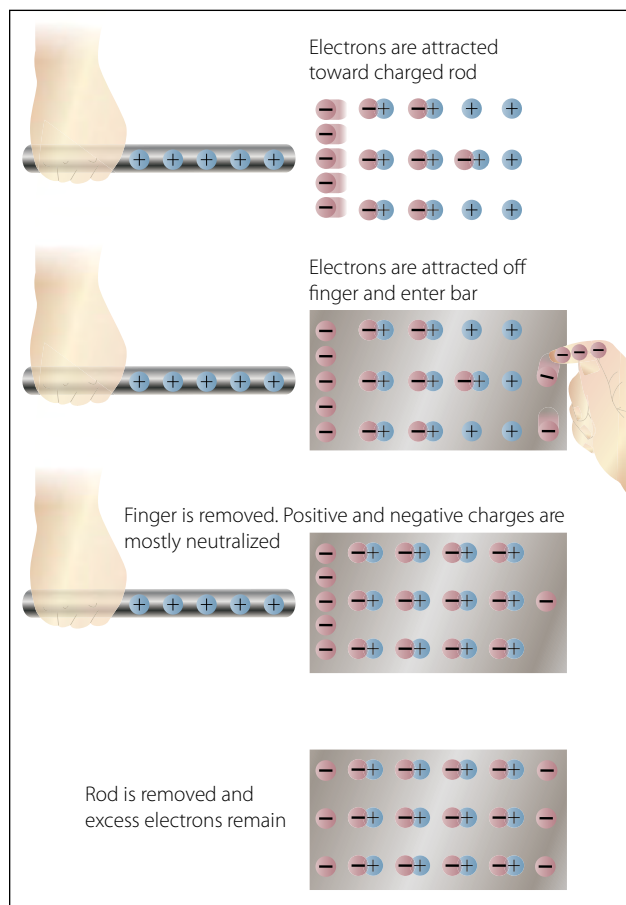 Electrons are attracted
toward charged rod
Electrons are attracted off
finger and enter bar
Finger is removed. Positive and negative charges are
mostly neutralized
Rod is removed and
excess electrons remain